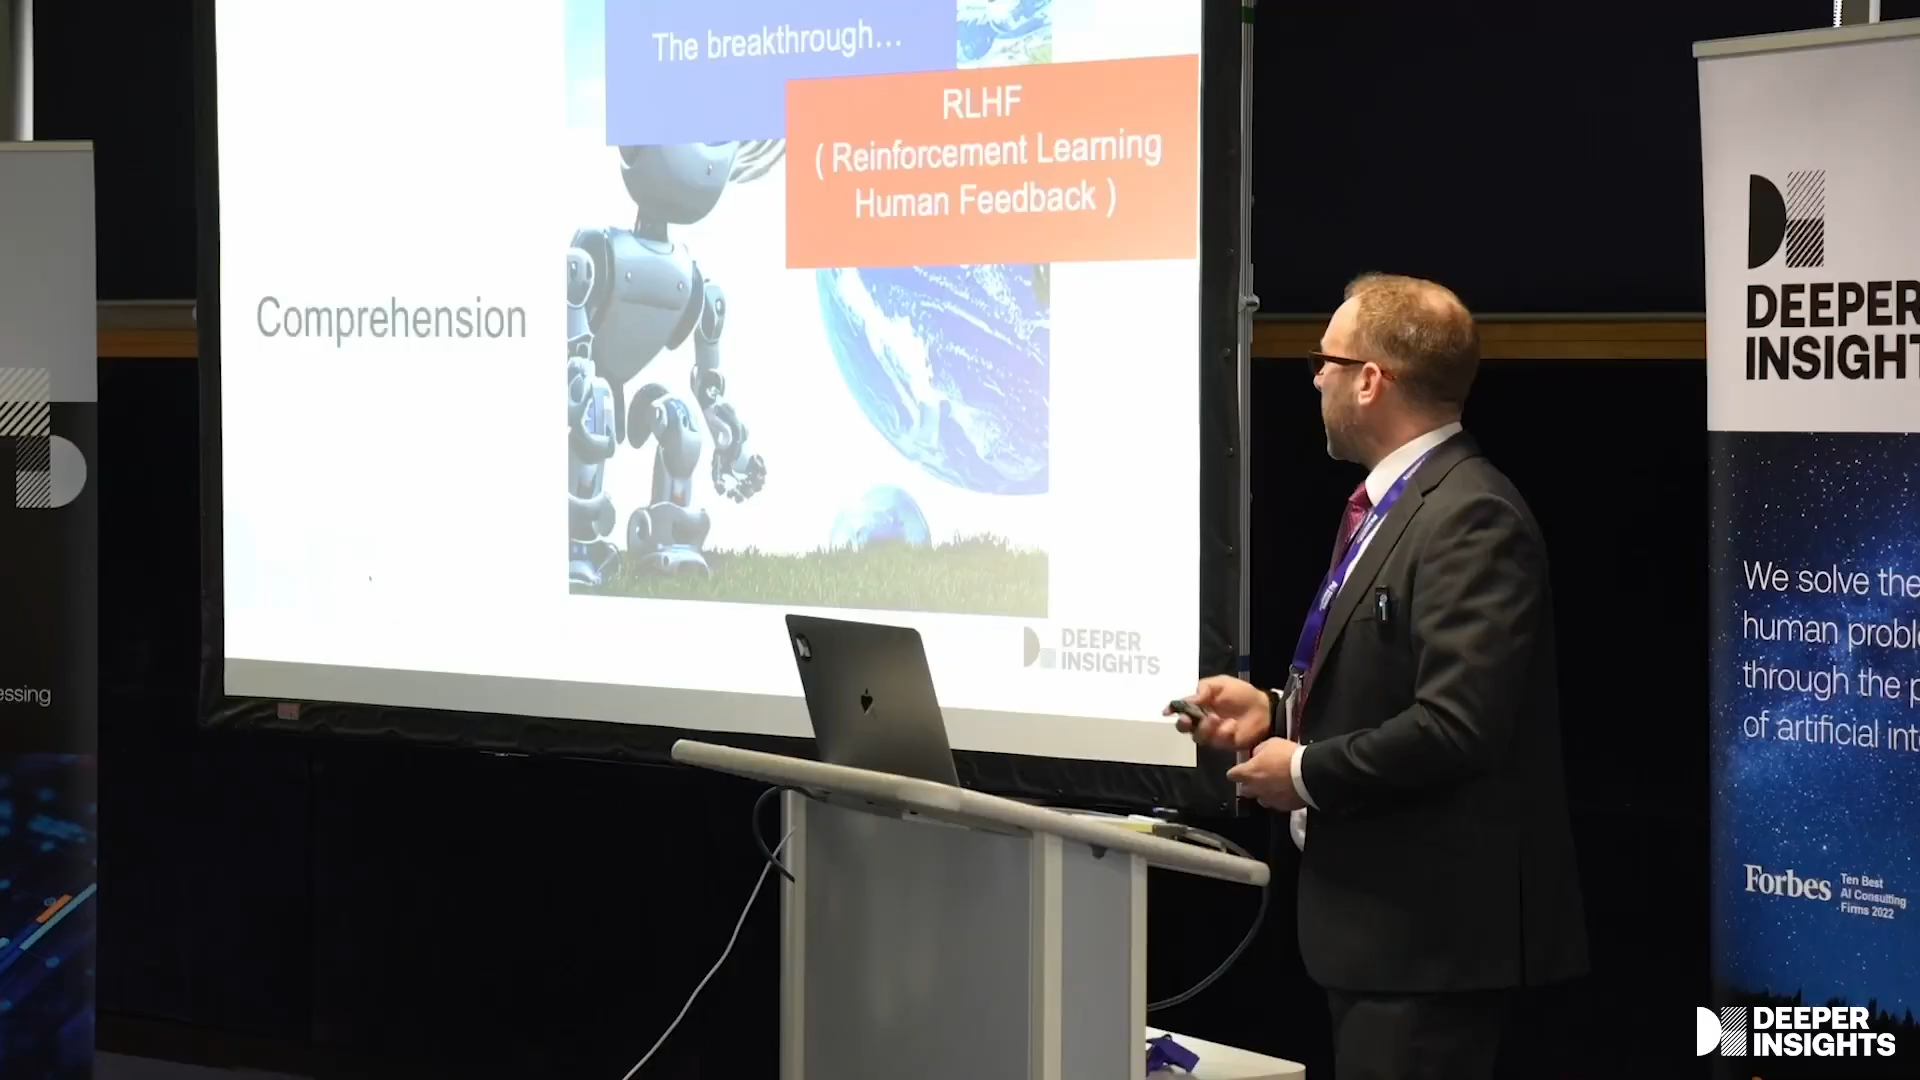 The breakthrough...
RLHF
( Reinforcement Learning
Human Feedback )
Comprehension
DEEPER
INSIGHTS
essing
DEEPER
INSIGHT
We solve the
human probl
through the p
of artificial int
Forbes
Ten Best
AI Consulting
Firms 2022
DEEPER
INSIGHTS